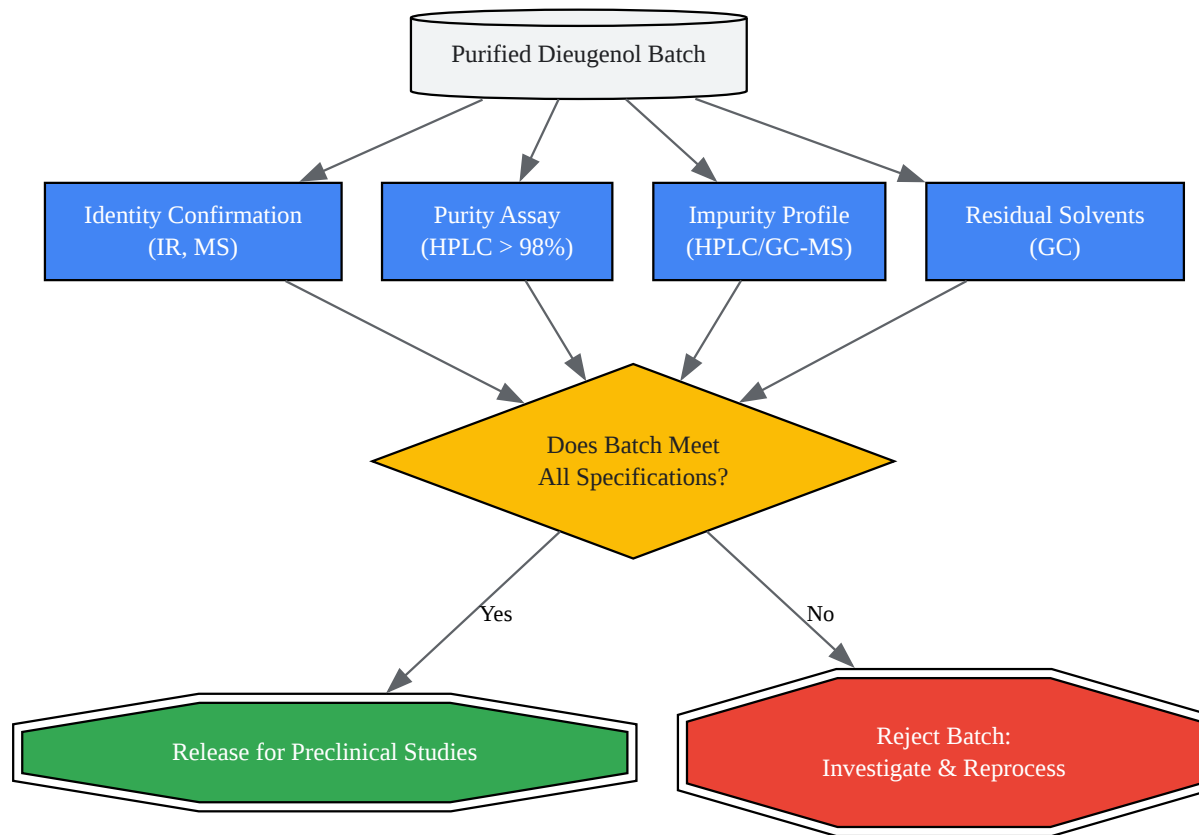 Purified Dieugenol Batch
Identity Confirmation
(IR, MS)
Purity Assay
(HPLC > 98%)
Impurity Profile
(HPLC/GC-MS)
Residual Solvents
(GC)
Does Batch Meet
All Specifications?
Yes
No
Release for Preclinical Studies
Reject Batch:
Investigate & Reprocess